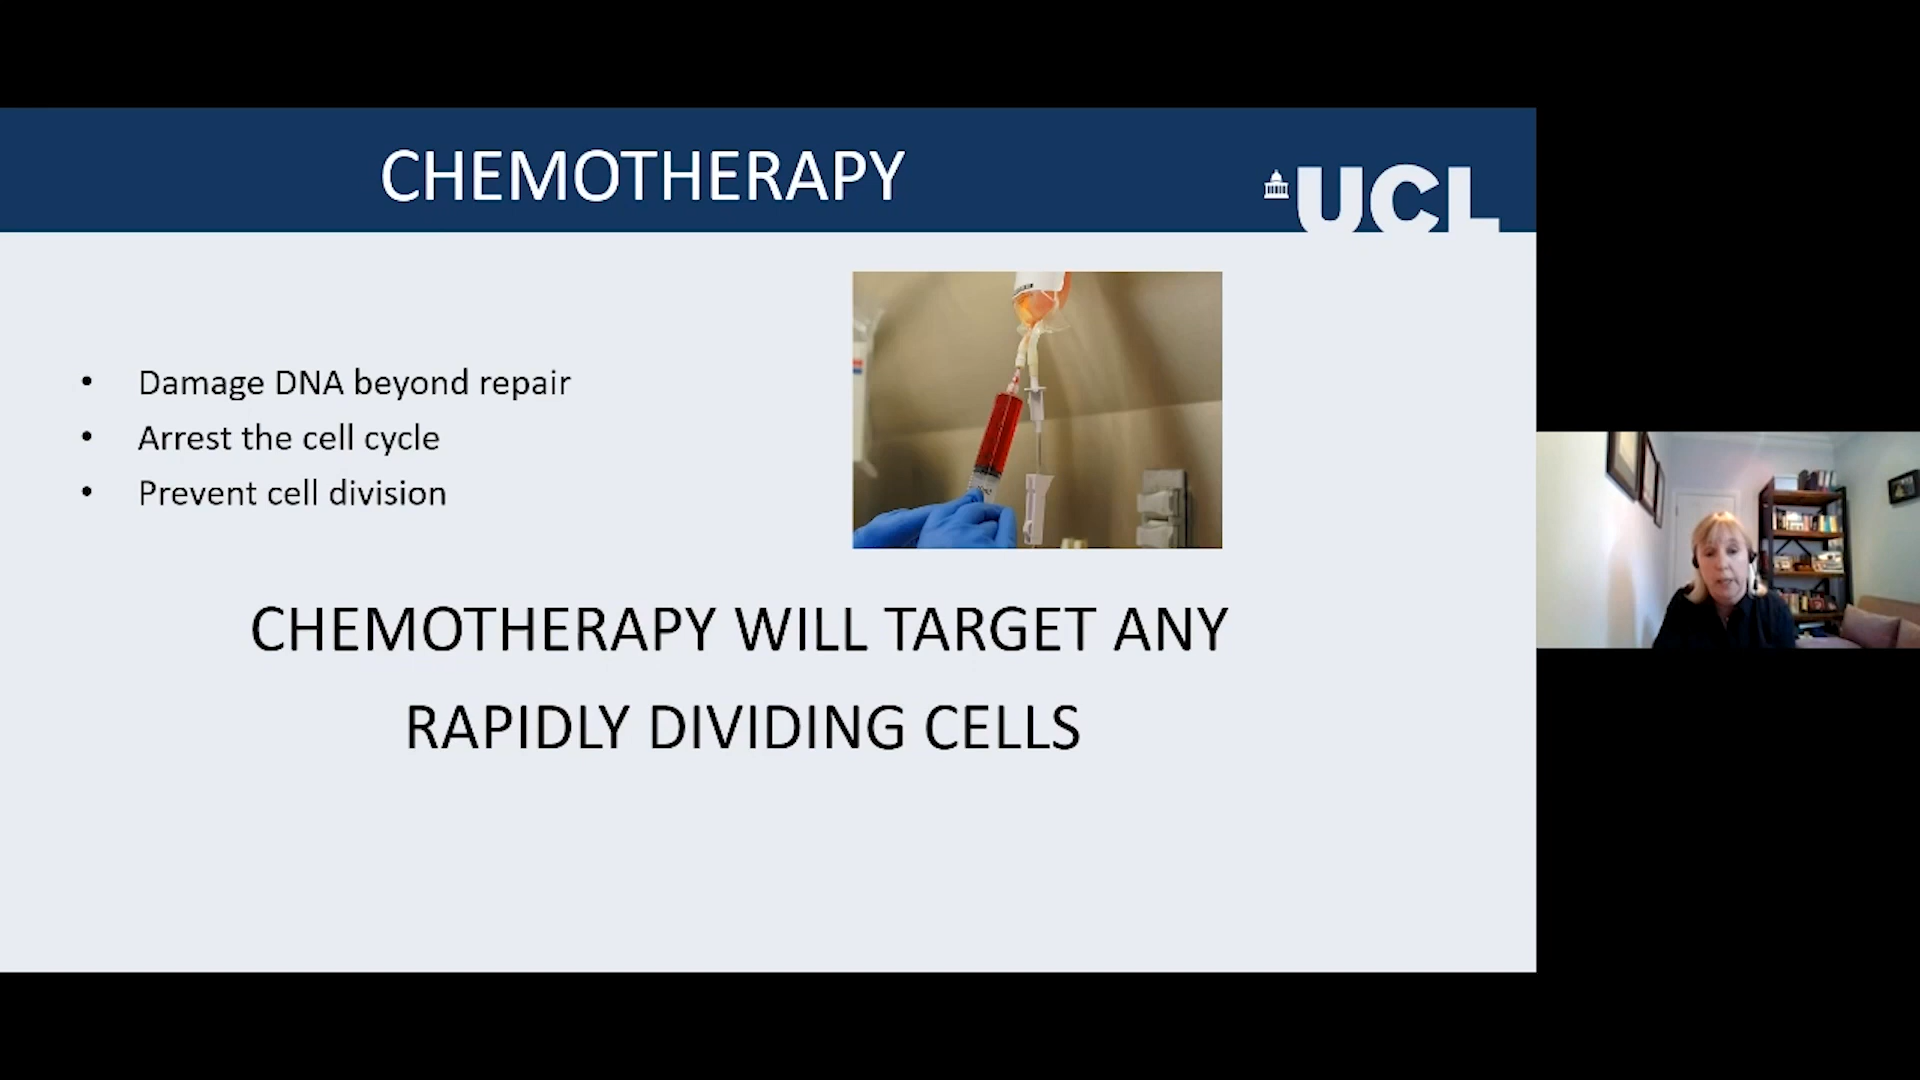 CHEMOTHERAPY
UCL
• Damage DNA beyond repair
• Arrest the cell cycle
• Prevent cell division
CHEMOTHERAPY WILL TARGET ANY
RAPIDLY DIVIDING CELLS